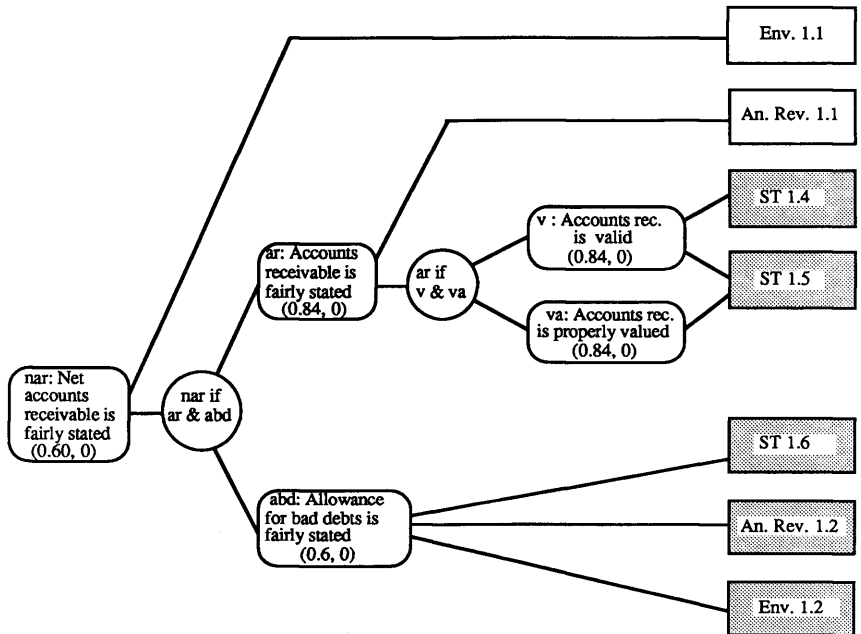 Env. 1.1
An. Rev. 1.1
ST 1.4
v : Accounts rec.
is valid
(0.84, 0)
ar: Accounts
receivable is
fairly stated
(0.84, 0)
ar if
v & va
ST 1.5
va: Accounts rec.
is properly valued
(0.84, 0)
nar: Net
accounts
receivable is
fairly stated
(0.60, 0)
nar if
ar & abd
ST 1.6
abd: Allowance
for bad debts is
fairly stated
(0.6, 0)
An. Rev. 1.2
Env. 1.2